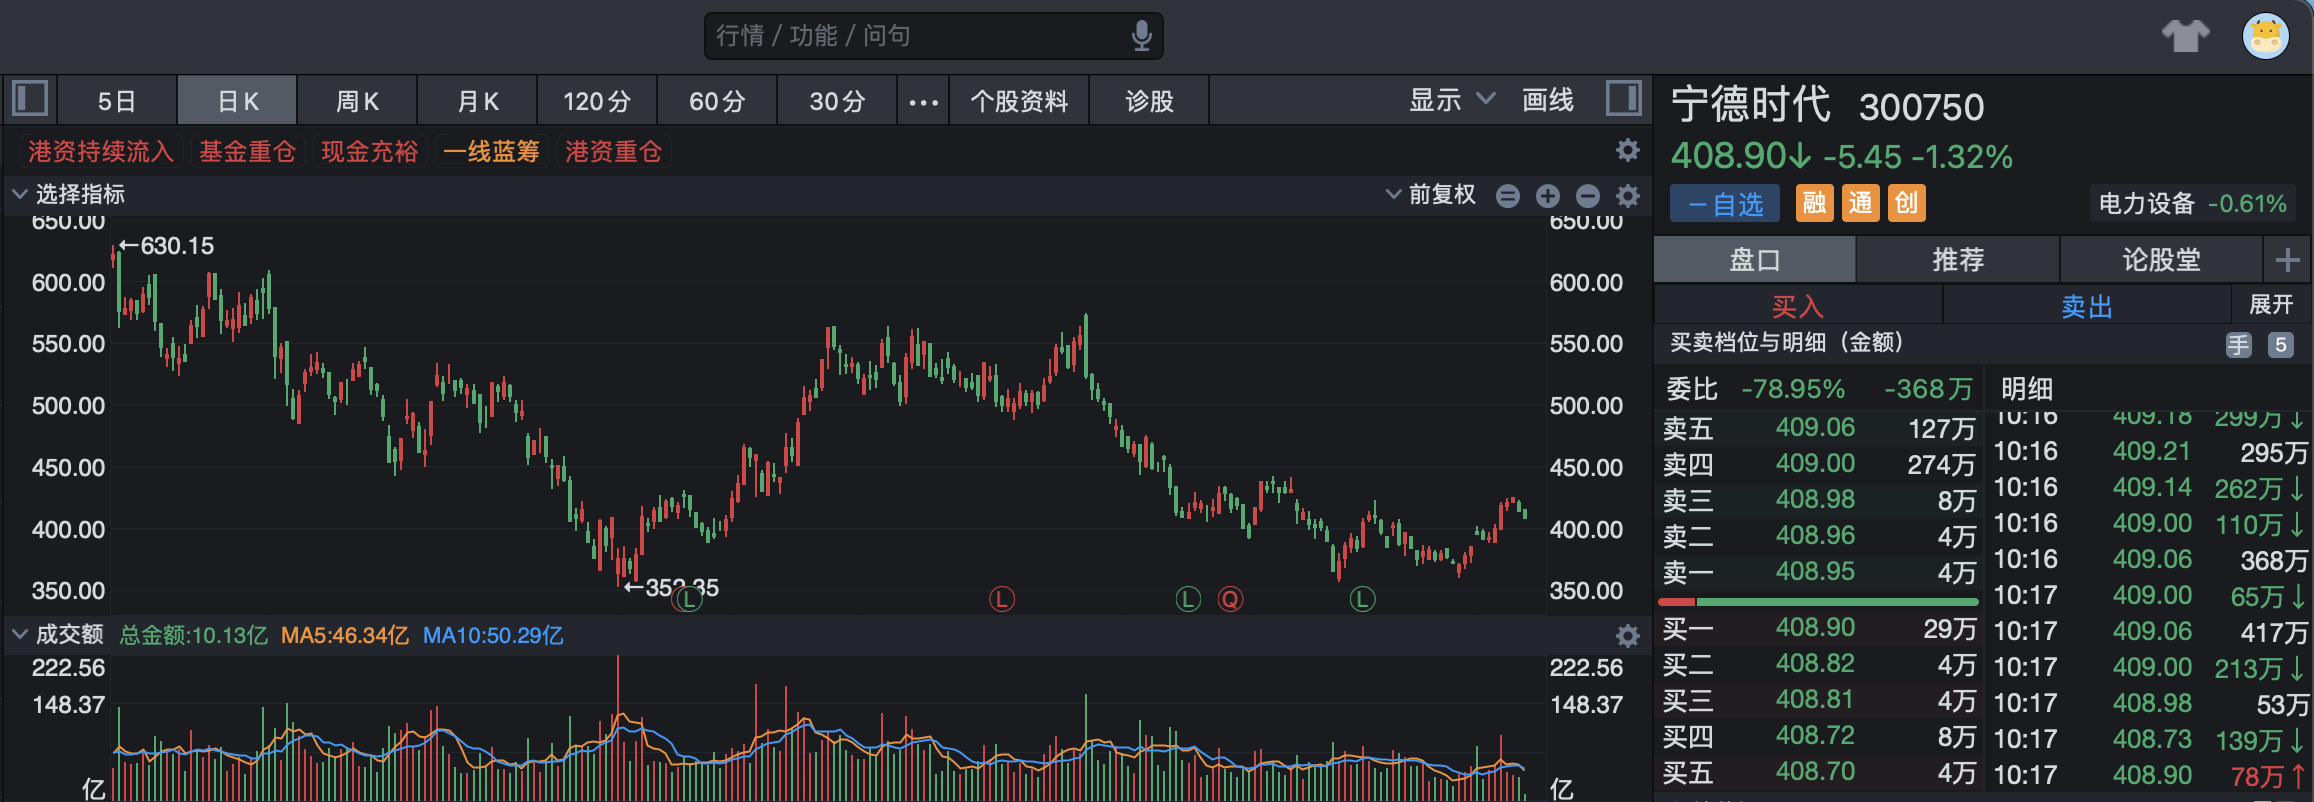 行情 / 功能 / 问句
5日 日K 周K 月K 120分 60分 30分 ... 个股资料 诊股 显示 画线
港资持续流入 基金重仓 现金充裕 一线蓝筹 港资重仓
选择指标 前复权
650.00 650.00
←630.15
600.00 600.00
550.00 550.00
500.00 500.00
450.00 450.00
400.00 400.00
350.00 350.00
L L L Q L
成交额 总金额:10.13亿 MA5:46.34亿 MA10:50.29亿
222.56 222.56
148.37 148.37
亿 亿
宁德时代 300750
408.90↓ -5.45 -1.32%
－自选 融 通 创 电力设备 -0.61%
盘口 推荐 论股堂 +
买入 卖出 展开
买卖档位与明细（金额） 手 5
委比 -78.95% -368万 明细
卖五 409.06 127万
卖四 409.00 274万
卖三 408.98 8万
卖二 408.96 4万
卖一 408.95 4万
买一 408.90 29万
买二 408.82 4万
买三 408.81 4万
买四 408.72 8万
买五 408.70 4万
10:16 409.18 299万↓
10:16 409.21 295万
10:16 409.14 262万↓
10:16 409.00 110万↓
10:16 409.06 368万
10:17 409.00 65万↓
10:17 409.06 417万
10:17 409.00 213万↓
10:17 408.98 53万
10:17 408.73 139万↓
10:17 408.90 78万↑